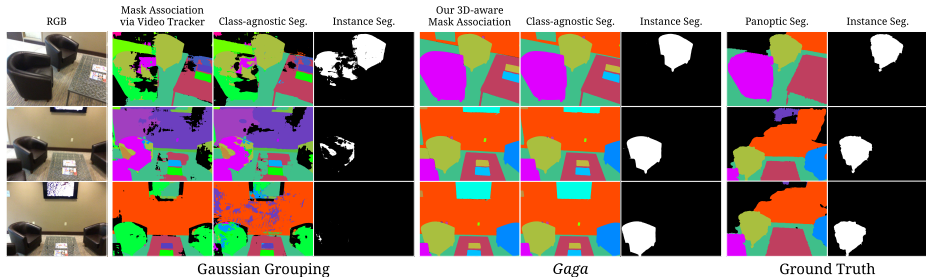 RGB
Mask Association
via Video Tracker
Class-agnostic Seg.
Instance Seg.
Our 3D-aware
Mask Association
Class-agnostic Seg.
Instance Seg.
Panoptic Seg.
Instance Seg.
Gaussian Grouping
Gaga
Ground Truth